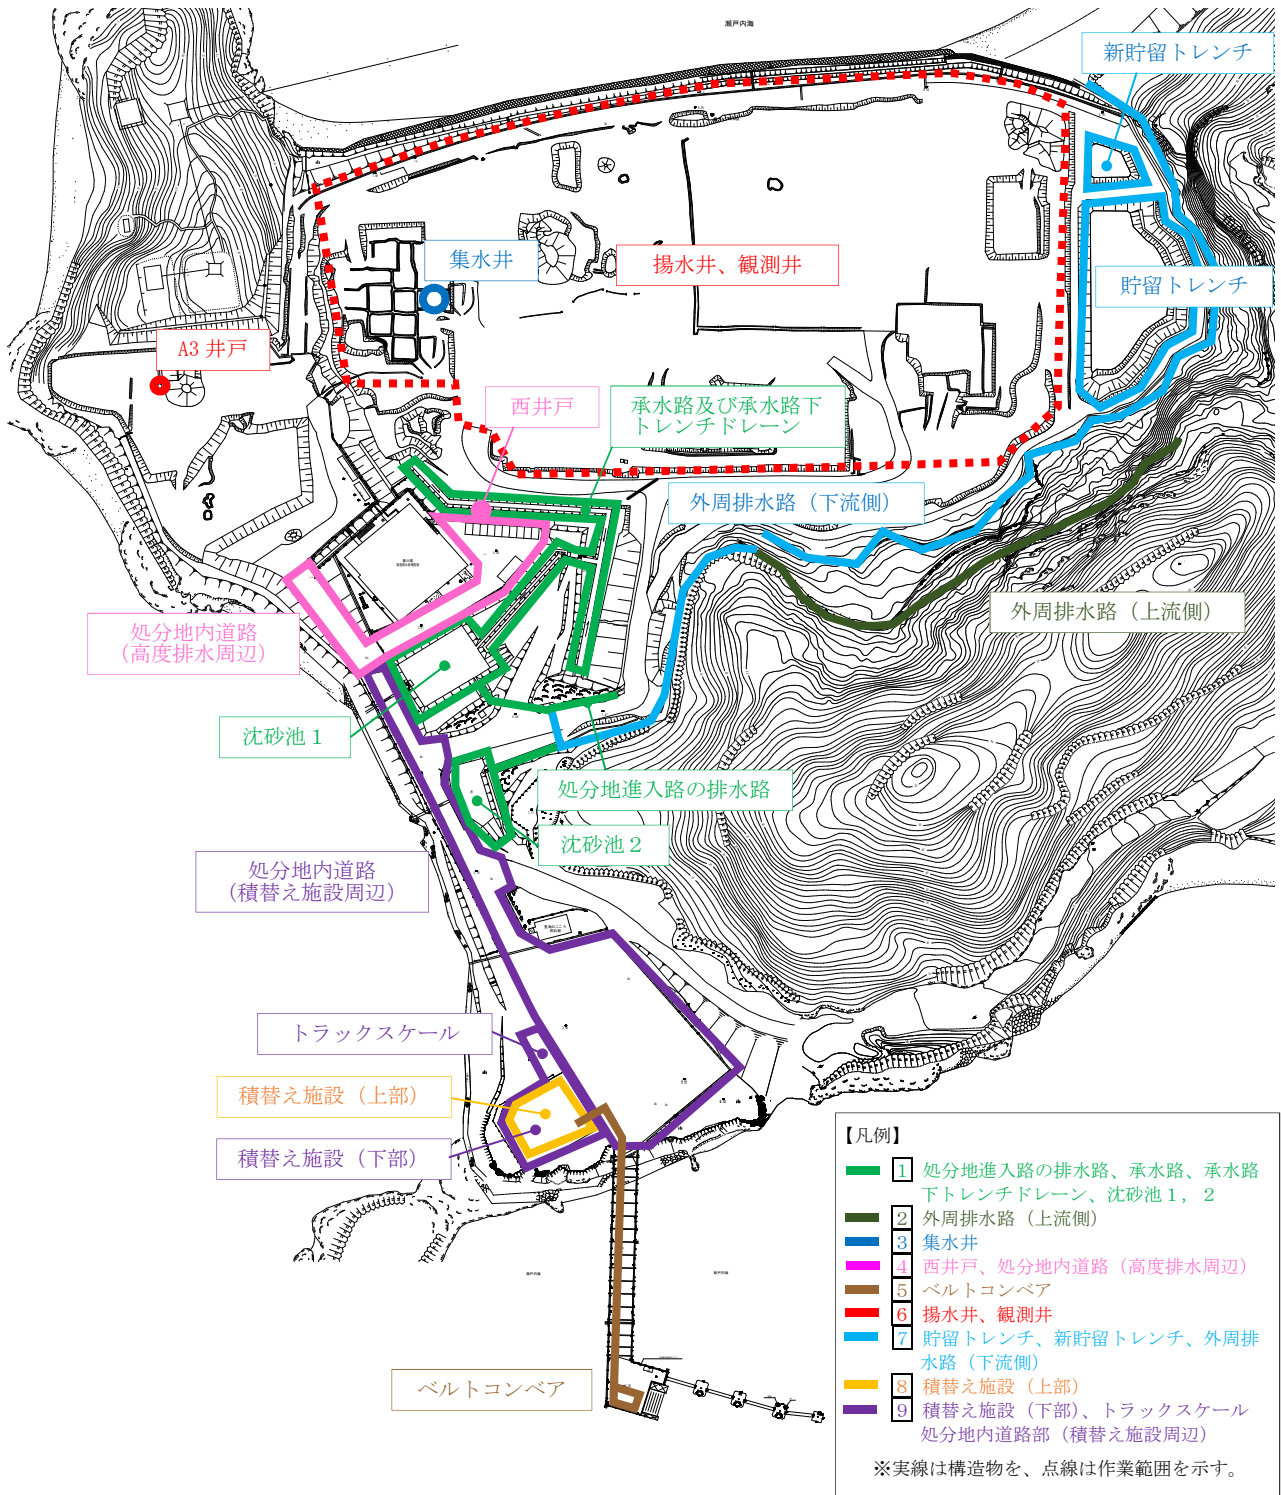 瀬戸内海
新貯留トレンチ
集水井
揚水井、観測井
貯留トレンチ
A3 井戸
西井戸
承水路及び承水路下
トレンチドレーン
外周排水路（下流側）
外周排水路（上流側）
処分地内道路
（高度排水周辺）
沈砂池１
処分地進入路の排水路
沈砂池２
処分地内道路
（積替え施設周辺）
トラックスケール
積替え施設（上部）
積替え施設（下部）
瀬戸内海
瀬戸内海
ベルトコンベア
【凡例】
1 処分地進入路の排水路、承水路、承水路
下トレンチドレーン、沈砂池１，２
2 外周排水路（上流側）
3 集水井
4 西井戸、処分地内道路（高度排水周辺）
5 ベルトコンベア
6 揚水井、観測井
7 貯留トレンチ、新貯留トレンチ、外周排
水路（下流側）
8 積替え施設（上部）
9 積替え施設（下部）、トラックスケール
処分地内道路部（積替え施設周辺）
※実線は構造物を、点線は作業範囲を示す。